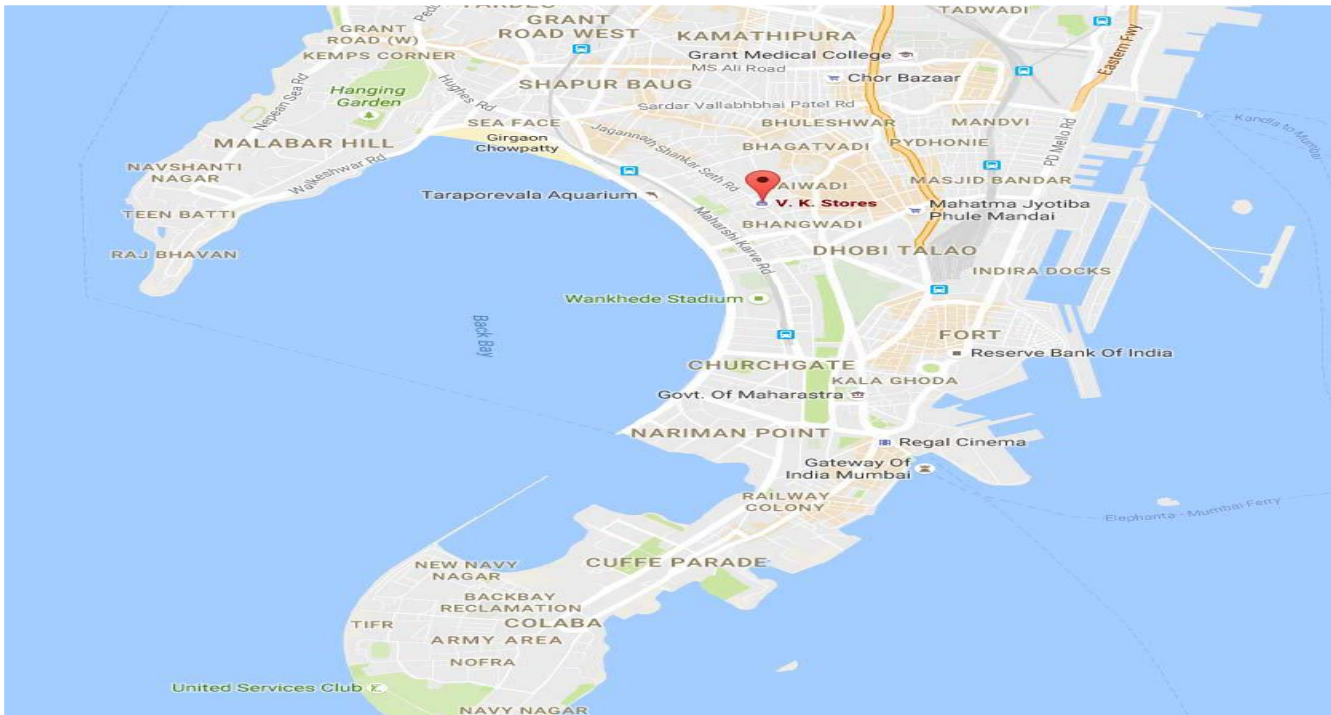 TARDEO
TADWADI
GRANT
ROAD WEST
GRANT
ROAD (W)
KAMATHIPURA
KEMPS CORNER
Grant Medical College
MS Ali Road
Eastern Fwy
Chor Bazaar
SHAPUR BAUG
Hanging
Garden
Hughes Rd
Nepean Sea Rd
Sardar Vallabhbhai Patel Rd
SEA FACE
BHULESHWAR
MANDVI
Kandla to Mumbai
Girgaon
Chowpatty
Jagannath Shankar Seth Rd
MALABAR HILL
BHAGATVADI
PYDHONIE
PD Mello Rd
NAVSHANTI
NAGAR
Walkeshwar Rd
AIWADI
MASJID BANDAR
Taraporevala Aquarium
V. K. Stores
Mahatma Jyotiba
Phule Mandai
TEEN BATTI
BHANGWADI
Maharshi Karve Rd
RAJ BHAVAN
DHOBI TALAO
INDIRA DOCKS
Wankhede Stadium
Back Bay
FORT
Reserve Bank Of India
CHURCHGATE
KALA GHODA
Govt. Of Maharastra
NARIMAN POINT
Regal Cinema
Gateway Of
India Mumbai
RAILWAY
COLONY
Elephanta - Mumbai Ferry
CUFFE PARADE
NEW NAVY
NAGAR
BACKBAY
RECLAMATION
TIFR
COLABA
ARMY AREA
NOFRA
United Services Club
NAVY NAGAR